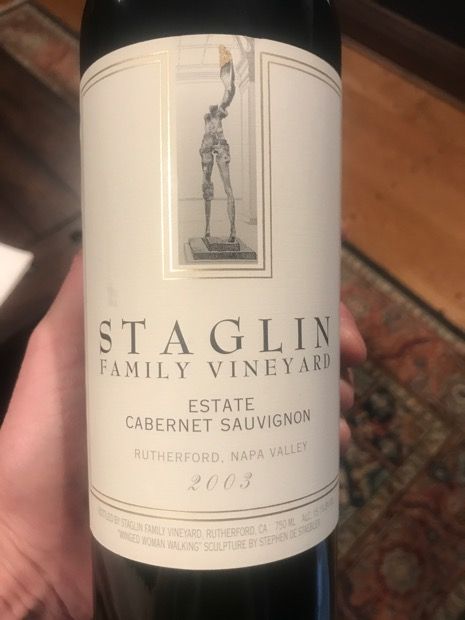 STAGLIN
FAMILY VINEYARD
ESTATE
CABERNET SAUVIGNON
RUTHERFORD, NAPA VALLEY
2003
BOTTLED BY STAGLIN FAMILY VINEYARD, RUTHERFORD, CA. 750 ML ALC.
"WINGED WOMAN WALKING" SCULPTURE BY STEPHEN DE STAEBLER